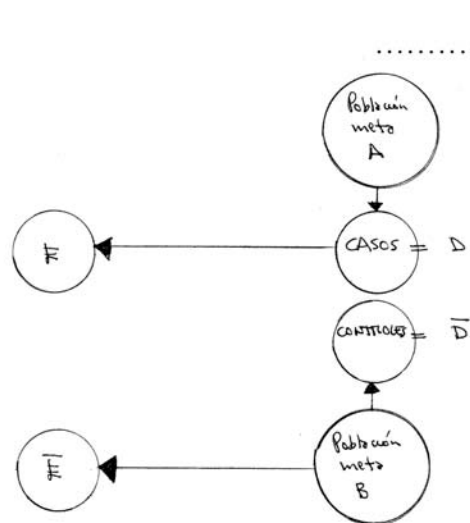 Población
meta
A
E
CASOS = D
CONTROLES = D̅
E̅
Población
meta
B